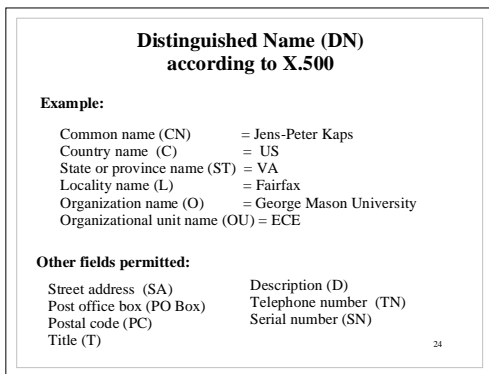 Distinguished Name (DN)
according to X.500
Example:
Common name (CN) = Jens-Peter Kaps
Country name (C) = US
State or province name (ST) = VA
Locality name (L) = Fairfax
Organization name (O) = George Mason University
Organizational unit name (OU) = ECE
Other fields permitted:
Street address (SA)
Post office box (PO Box)
Postal code (PC)
Title (T)
Description (D)
Telephone number (TN)
Serial number (SN)
24